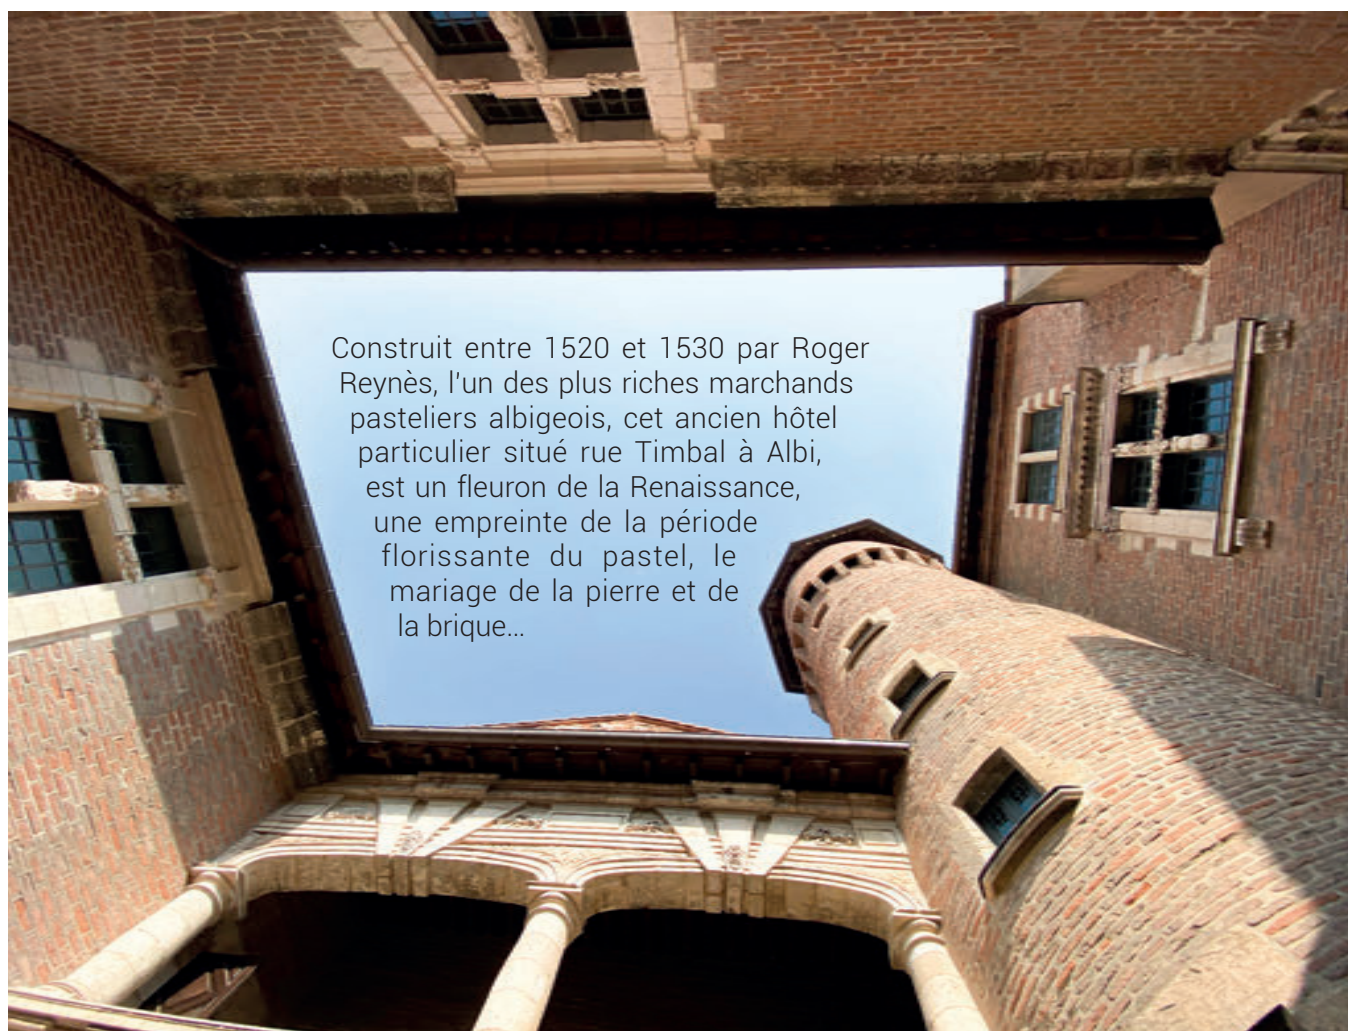 Construit entre 1520 et 1530 par Roger
Reynès, l'un des plus riches marchands
pasteliers albigeois, cet ancien hôtel
particulier situé rue Timbal à Albi,
est un fleuron de la Renaissance,
une empreinte de la période
florissante du pastel, le
mariage de la pierre et de
la brique...